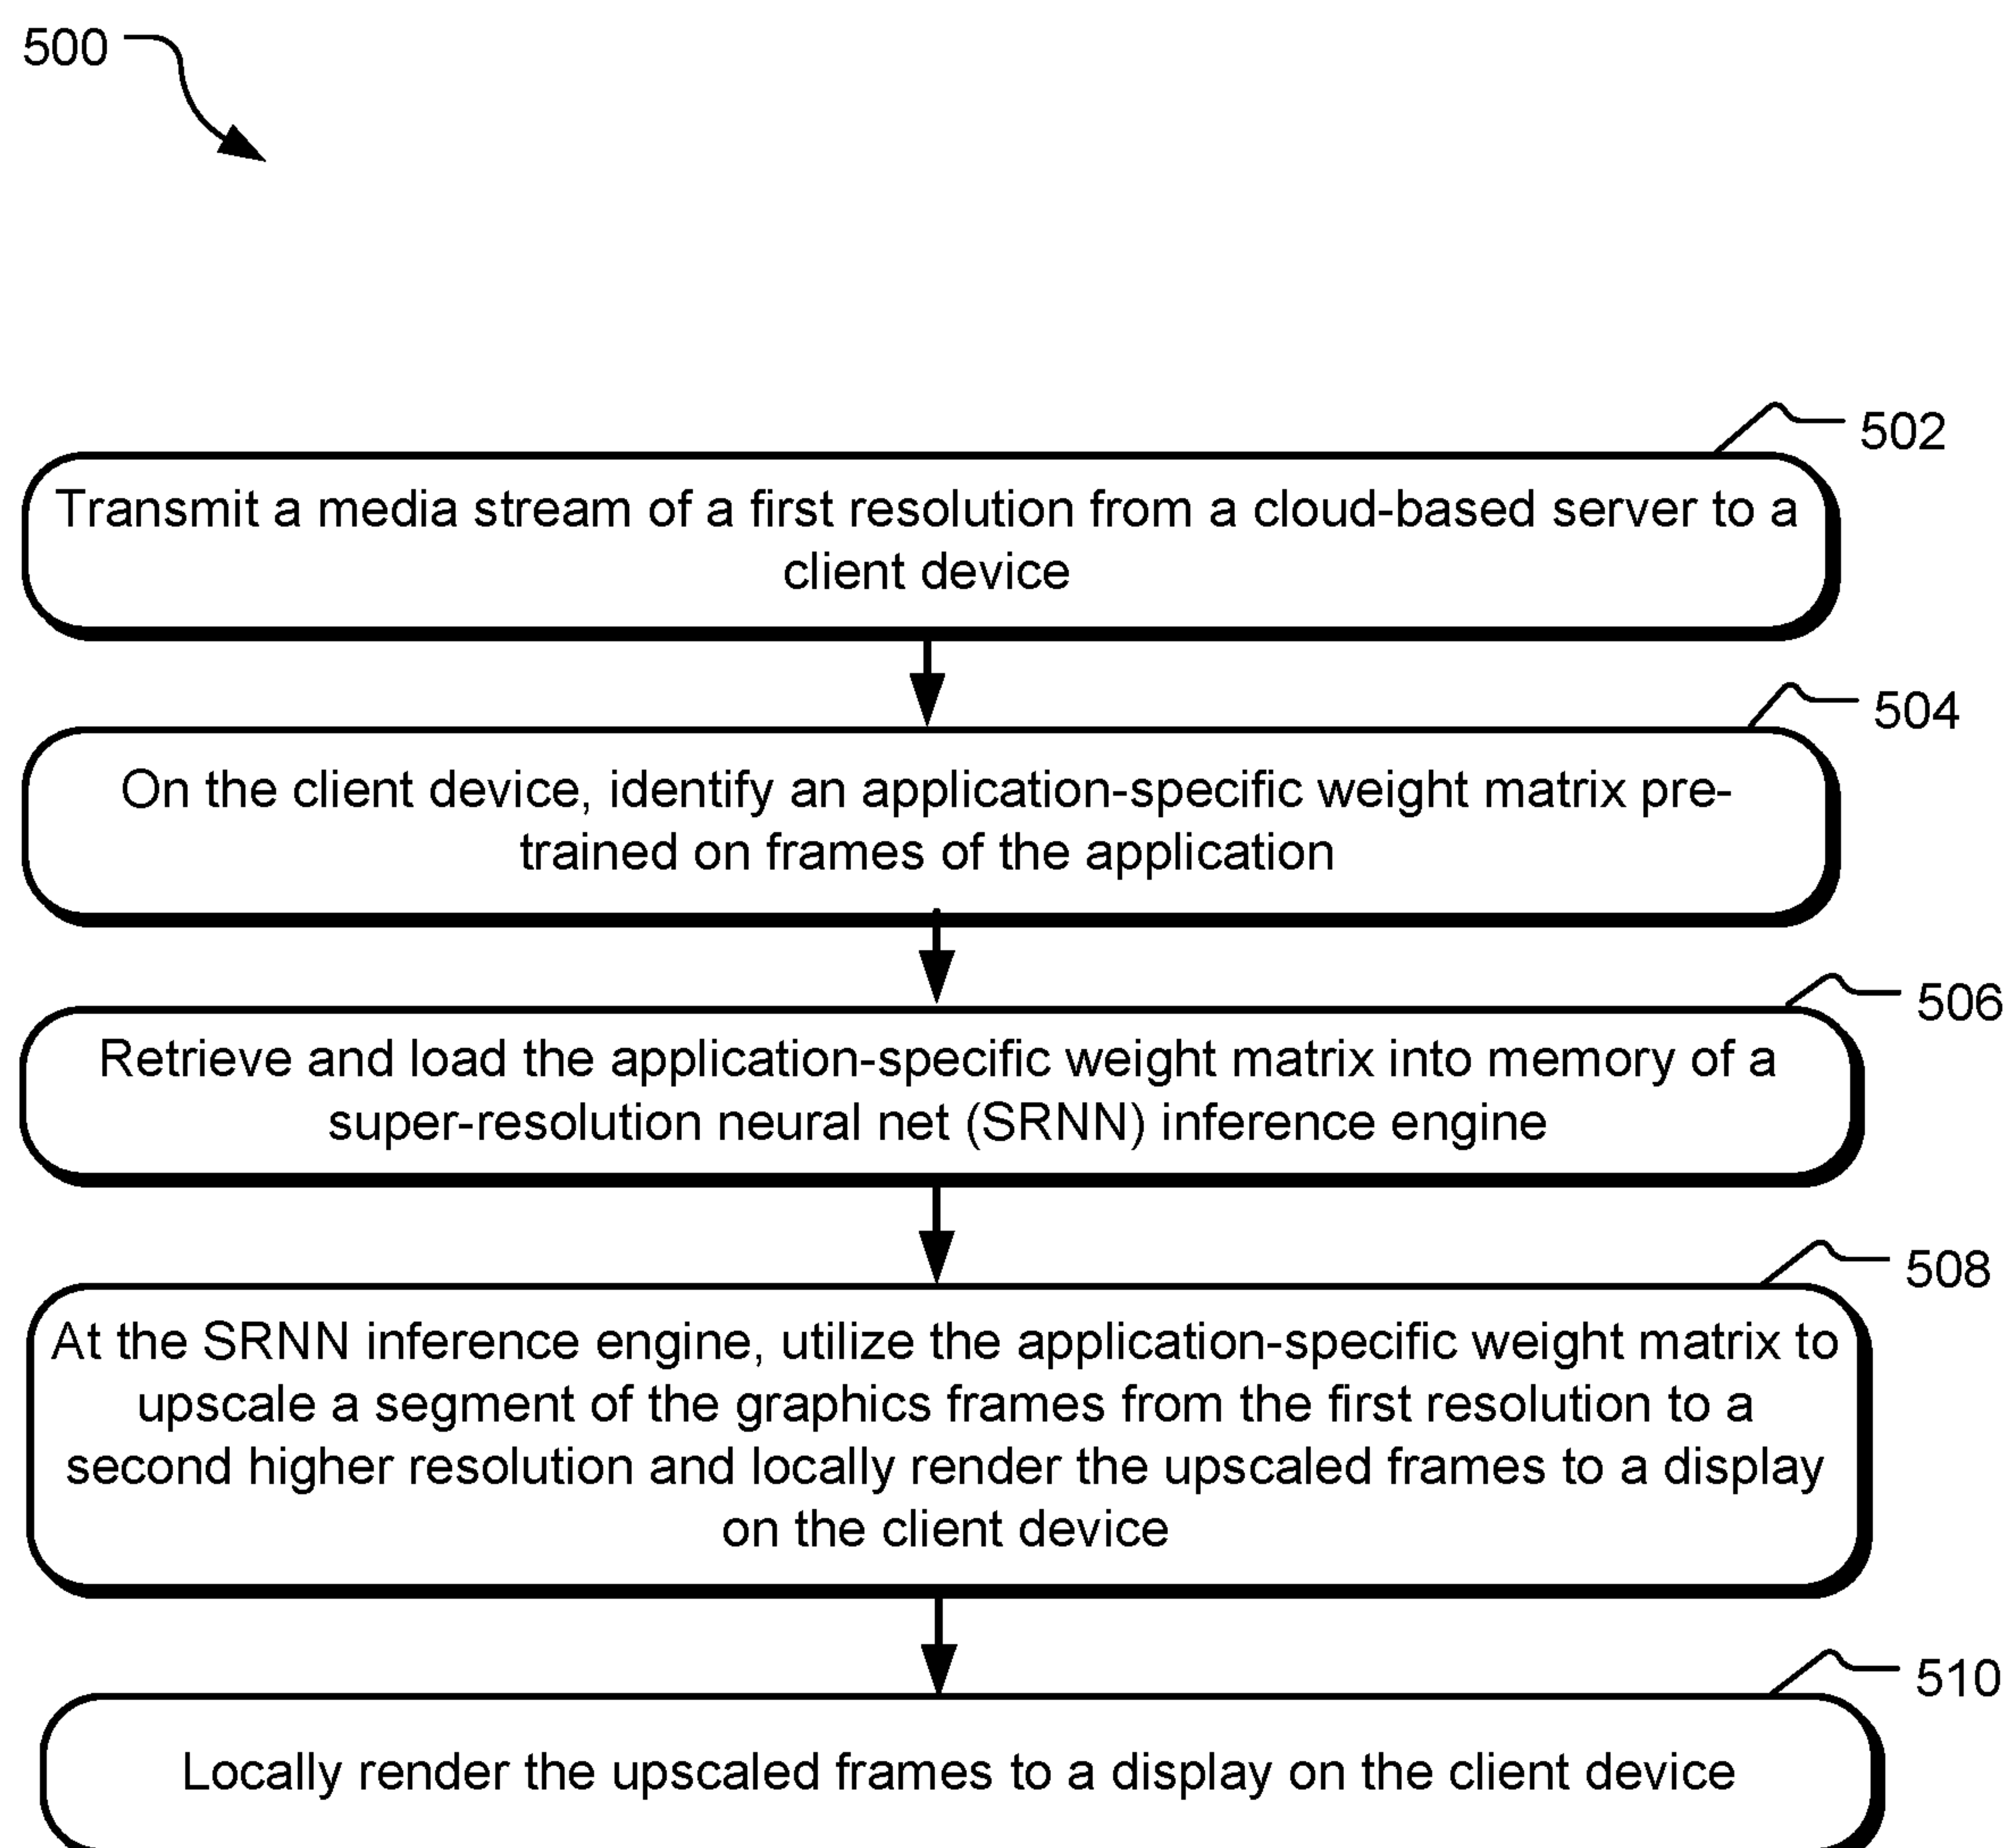 500
502
Transmit a media stream of a first resolution from a cloud-based server to a
client device
504
On the client device, identify an application-specific weight matrix pre-
trained on frames of the application
506
Retrieve and load the application-specific weight matrix into memory of a
super-resolution neural net (SRNN) inference engine
508
At the SRNN inference engine, utilize the application-specific weight matrix to
upscale a segment of the graphics frames from the first resolution to a
second higher resolution and locally render the upscaled frames to a display
on the client device
510
Locally render the upscaled frames to a display on the client device